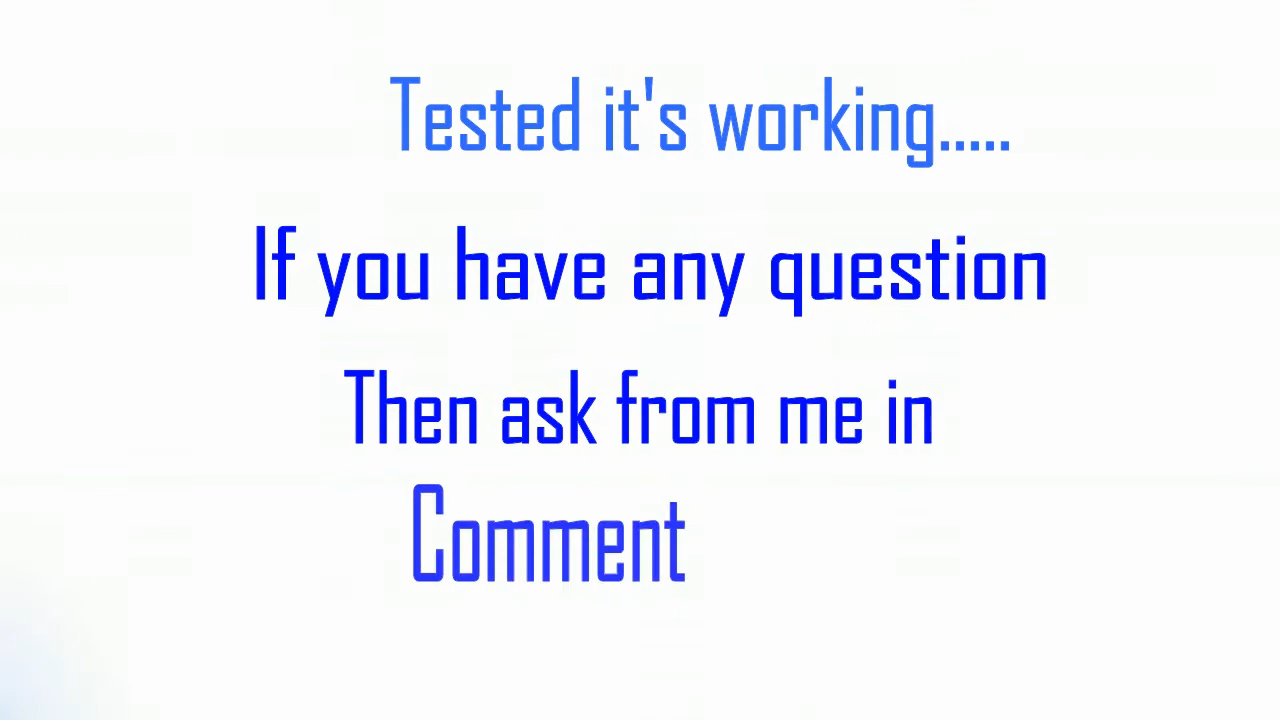 Tested it's working.....
If you have any question
Then ask from me in
Comment